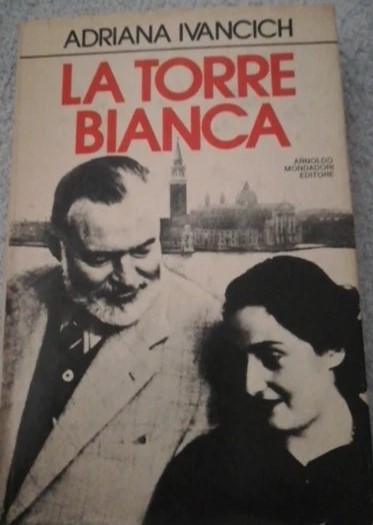 ADRIANA IVANCICH
LA TORRE
BIANCA
ARNOLDO
MONDADORI
EDITORE